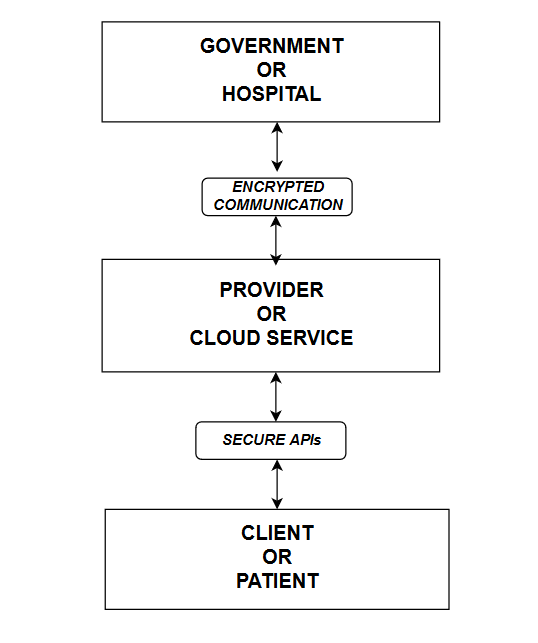 GOVERNMENT
OR
HOSPITAL
ENCRYPTED
COMMUNICATION
PROVIDER
OR
CLOUD SERVICE
SECURE APIs
CLIENT
OR
PATIENT